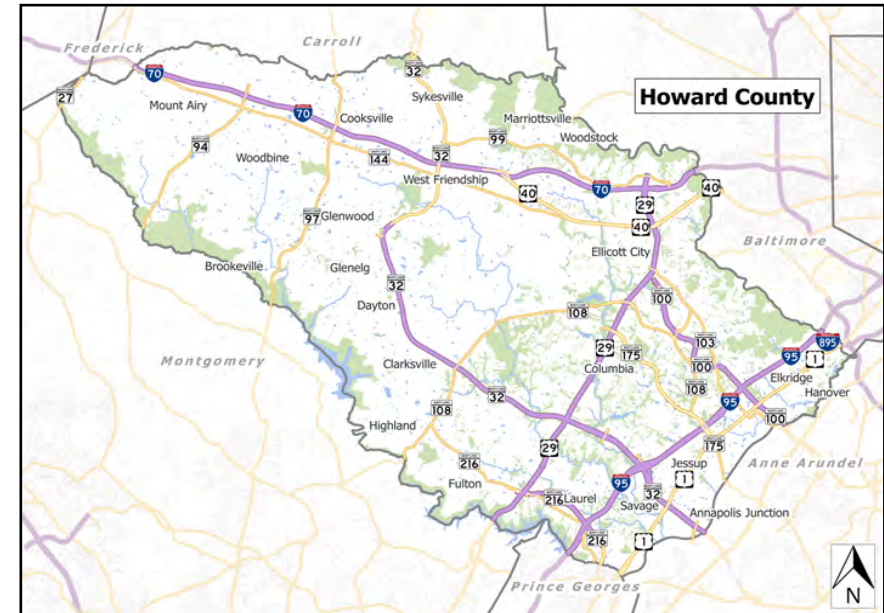 Frederick
Carroll
Howard County
70
32
27
Mount Airy
Sykesville
70
Cooksville
Marriottsville
99
Woodstock
94
Woodbine
144
32
West Friendship
40
70
40
29
97
Glenwood
40
Ellicott City
Baltimore
Brookeville
Glenelg
32
Dayton
100
108
Montgomery
Clarksville
29
175
103
Columbia
100
108
95
895
1
Elkridge
Hanover
32
95
108
Highland
100
175
29
216
Fulton
Jessup
Anne Arundel
95
1
216
Laurel
32
Savage
Annapolis Junction
216
1
Prince Georges
N